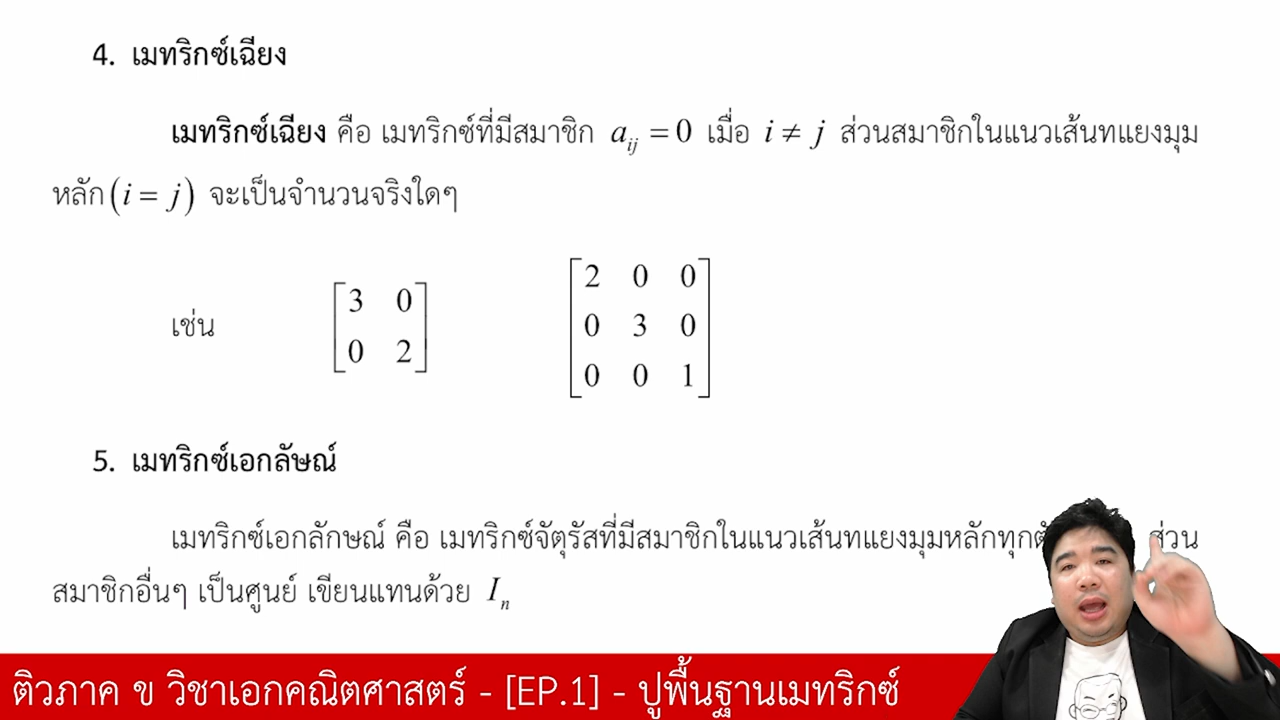 4. เมทริกซ์เฉียง
เมทริกซ์เฉียง คือ เมทริกซ์ที่มีสมาชิก a_{ij} = 0 เมื่อ i ≠ j ส่วนสมาชิกในแนวเส้นทแยงมุม
หลัก (i = j) จะเป็นจำนวนจริงใดๆ
เช่น
3 0
0 2
2 0 0
0 3 0
0 0 1
5. เมทริกซ์เอกลัษณ์
เมทริกซ์เอกลักษณ์ คือ เมทริกซ์จัตุรัสที่มีสมาชิกในแนวเส้นทแยงมุมหลักทุก ส่วน
สมาชิกอื่นๆ เป็นศูนย์ เขียนแทนด้วย I_n
ติวภาค ข วิชาเอกคณิตศาสตร์ - [EP.1] - ปูพื้นฐานเมทริกซ์